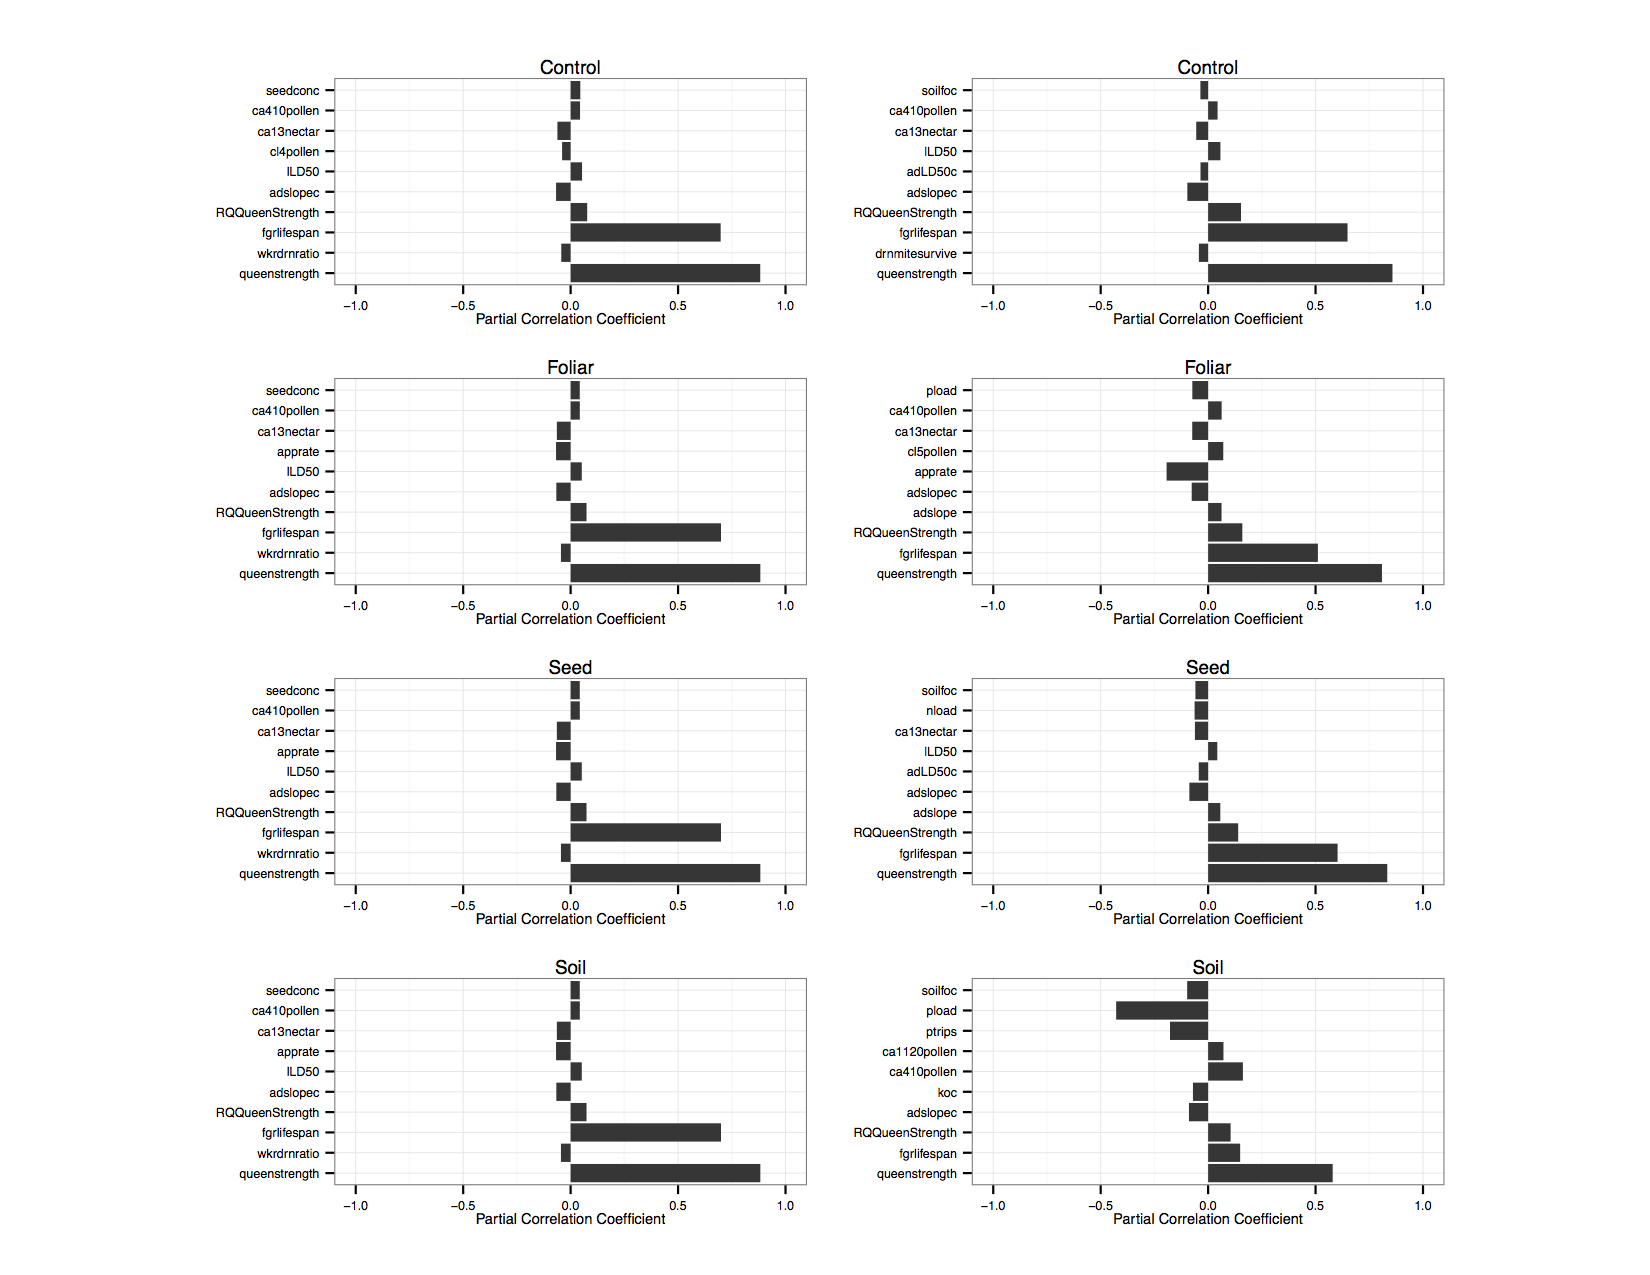 Control
seedconc
ca410pollen
ca13nectar
cl4pollen
lLD50
adslopec
RQQueenStrength
fgrlifespan
wkrdrnratio
queenstrength
−1.0 −0.5 0.0 0.5 1.0
Partial Correlation Coefficient
Control
soilfoc
ca410pollen
ca13nectar
lLD50
adLD50c
adslopec
RQQueenStrength
fgrlifespan
drnmitesurvive
queenstrength
−1.0 −0.5 0.0 0.5 1.0
Partial Correlation Coefficient
Foliar
seedconc
ca410pollen
ca13nectar
apprate
lLD50
adslopec
RQQueenStrength
fgrlifespan
wkrdrnratio
queenstrength
−1.0 −0.5 0.0 0.5 1.0
Partial Correlation Coefficient
Foliar
pload
ca410pollen
ca13nectar
cl5pollen
apprate
adslopec
adslope
RQQueenStrength
fgrlifespan
queenstrength
−1.0 −0.5 0.0 0.5 1.0
Partial Correlation Coefficient
Seed
seedconc
ca410pollen
ca13nectar
apprate
lLD50
adslopec
RQQueenStrength
fgrlifespan
wkrdrnratio
queenstrength
−1.0 −0.5 0.0 0.5 1.0
Partial Correlation Coefficient
Seed
soilfoc
nload
ca13nectar
lLD50
adLD50c
adslopec
adslope
RQQueenStrength
fgrlifespan
queenstrength
−1.0 −0.5 0.0 0.5 1.0
Partial Correlation Coefficient
Soil
seedconc
ca410pollen
ca13nectar
apprate
lLD50
adslopec
RQQueenStrength
fgrlifespan
wkrdrnratio
queenstrength
−1.0 −0.5 0.0 0.5 1.0
Partial Correlation Coefficient
Soil
soilfoc
pload
ptrips
ca1120pollen
ca410pollen
koc
adslopec
RQQueenStrength
fgrlifespan
queenstrength
−1.0 −0.5 0.0 0.5 1.0
Partial Correlation Coefficient